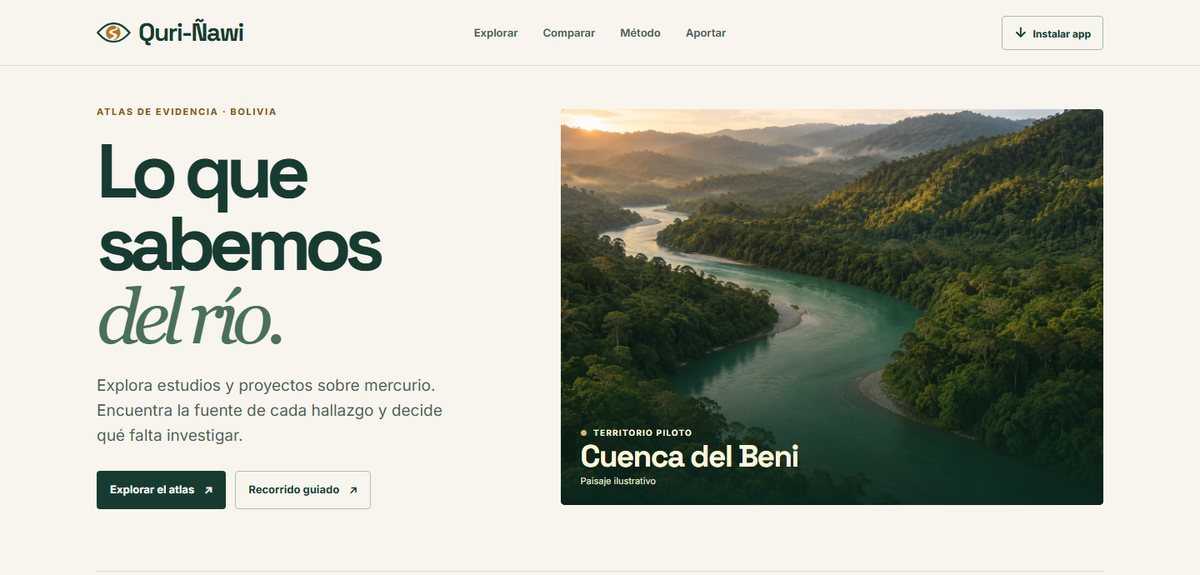 Quri-Ñawi
Explorar
Comparar
Método
Aportar
Instalar app
ATLAS DE EVIDENCIA · BOLIVIA
Lo que
sabemos
del río.
Explora estudios y proyectos sobre mercurio.
Encuentra la fuente de cada hallazgo y decide
qué falta investigar.
Explorar el atlas
Recorrido guiado
TERRITORIO PILOTO
Cuenca del Beni
Paisaje ilustrativo